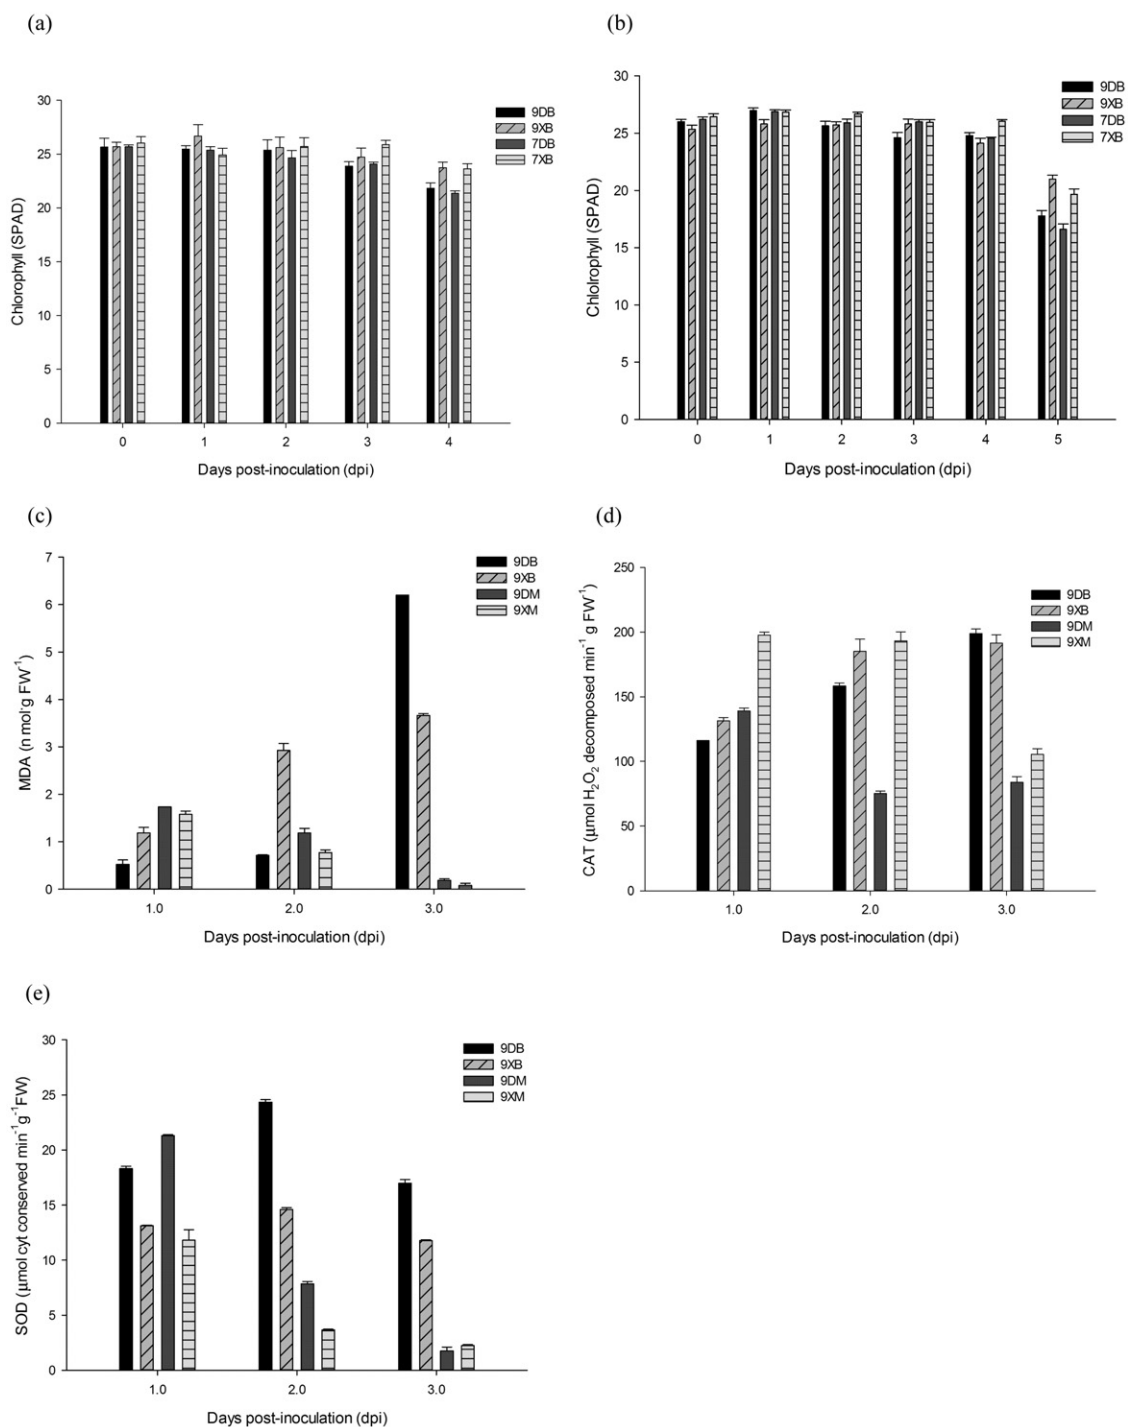 (a)
30
25
20
15
10
5
0
Chlorophyll (SPAD)
0 1 2 3 4
Days post-inoculation (dpi)
9DB
9XB
7DB
7XB
(b)
30
25
20
15
10
5
0
Chlolrophyll (SPAD)
0 1 2 3 4 5
Days post-inoculation (dpi)
9DB
9XB
7DB
7XB
(c)
7
6
5
4
3
2
1
0
MDA (n mol·g FW⁻¹)
1.0 2.0 3.0
Days post-inoculation (dpi)
9DB
9XB
9DM
9XM
(d)
250
200
150
100
50
0
CAT (µmol H₂O₂ decomposed min⁻¹ g FW⁻¹)
1.0 2.0 3.0
Days post-inoculation (dpi)
9DB
9XB
9DM
9XM
(e)
30
25
20
15
10
5
0
SOD (µmol cyt conserved min⁻¹g⁻¹FW)
1.0 2.0 3.0
Days post-inoculation (dpi)
9DB
9XB
9DM
9XM